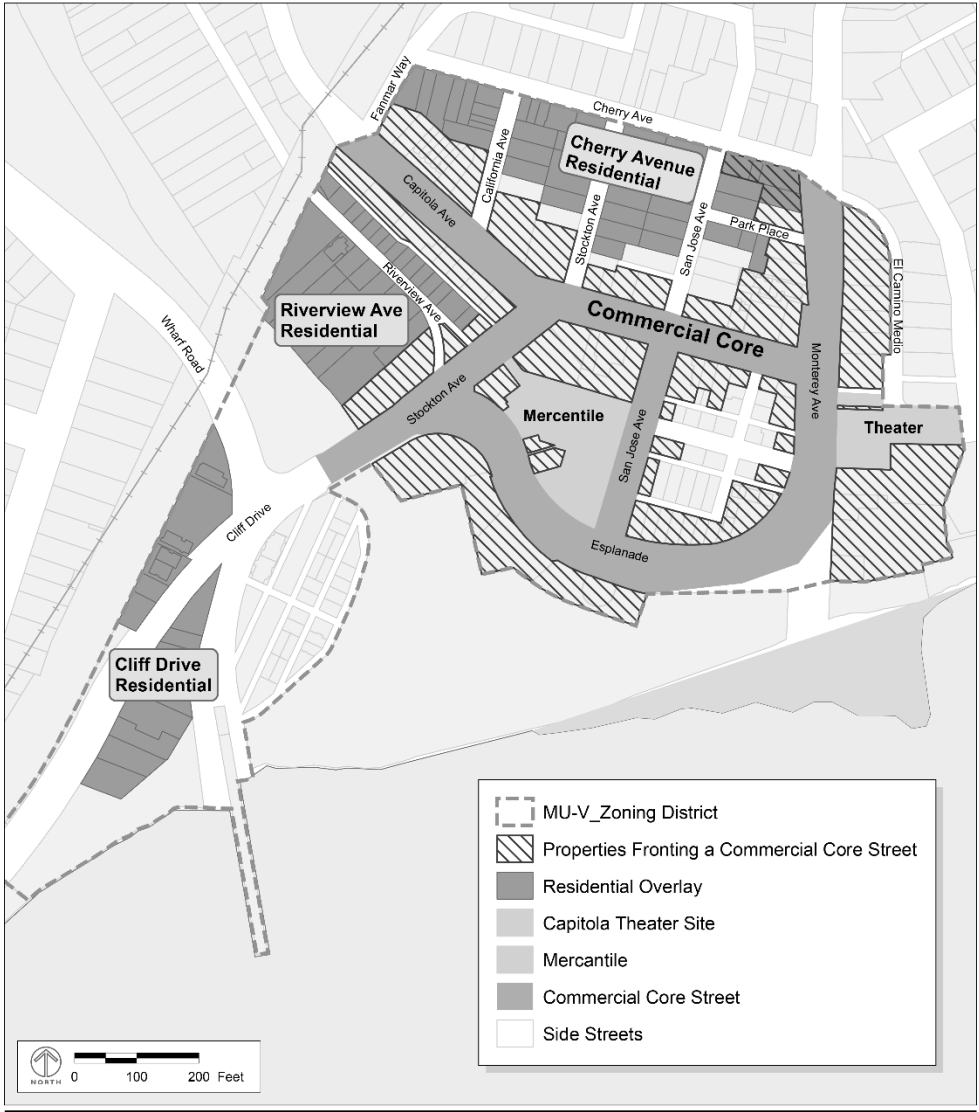 Fanmar Way
Cherry Ave
Cherry Avenue
Residential
California Ave
Capitola Ave
Stockton Ave
San Jose Ave
Park Place
El Camino Medio
Riverview Ave
Riverview Ave
Residential
Commercial Core
Wharf Road
Monterey Ave
Stockton Ave
Mercentile
San Jose Ave
Theater
Cliff Drive
Esplanade
Cliff Drive
Residential
MU-V_Zoning District
Properties Fronting a Commercial Core Street
Residential Overlay
Capitola Theater Site
Mercantile
Commercial Core Street
Side Streets
NORTH
0 100 200 Feet